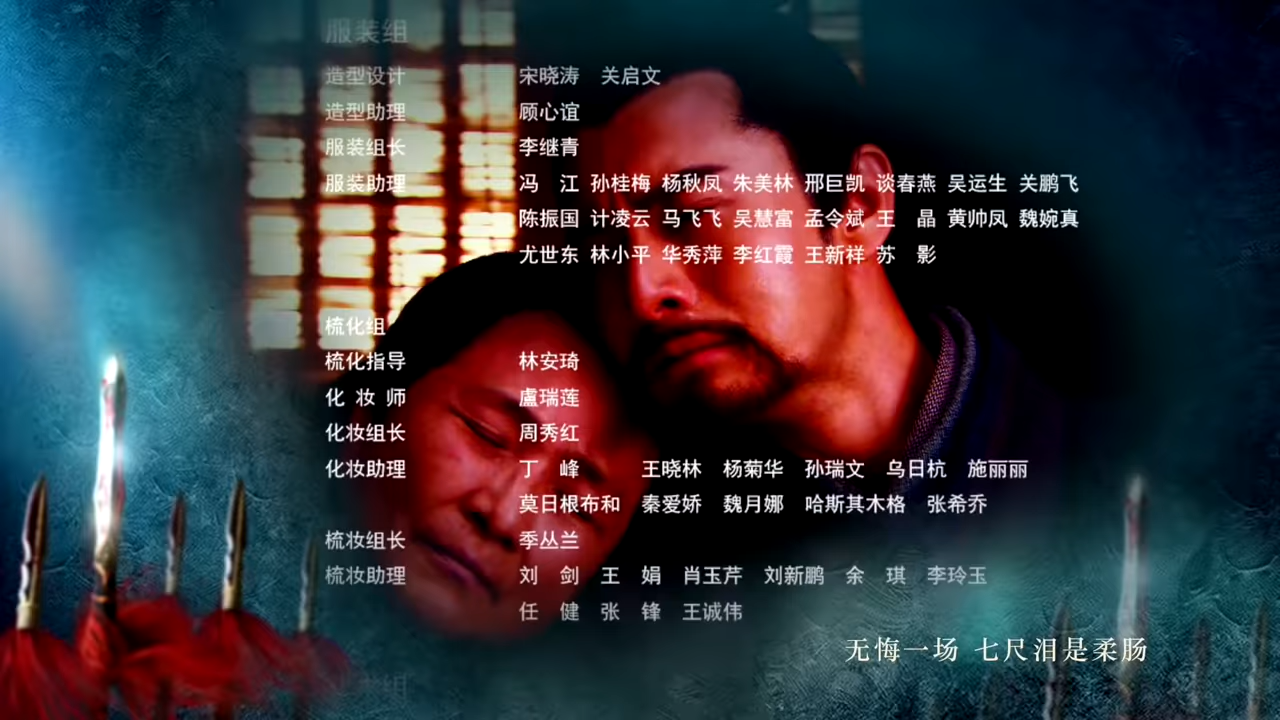 服装组
造型设计 宋晓涛 关启文
造型助理 顾心谊
服装组长 李继青
服装助理 冯 江 孙桂梅 杨秋凤 朱美林 邢巨凯 谈春燕 吴运生 关鹏飞
陈振国 计凌云 马飞飞 吴慧富 孟令斌 王 晶 黄帅凤 魏婉真
尤世东 林小平 华秀萍 李红霞 王新祥 苏 影
梳化组
梳化指导 林安琦
化 妆 师 盧瑞莲
化妆组长 周秀红
化妆助理 丁 峰 王晓林 杨菊华 孙瑞文 乌日杭 施丽丽
莫日根布和 秦爱娇 魏月娜 哈斯其木格 张希乔
梳妆组长 季丛兰
梳妆助理 刘 剑 王 娟 肖玉芹 刘新鹏 余 琪 李玲玉
任 健 张 锋 王诚伟
无悔一场 七尺泪是柔肠